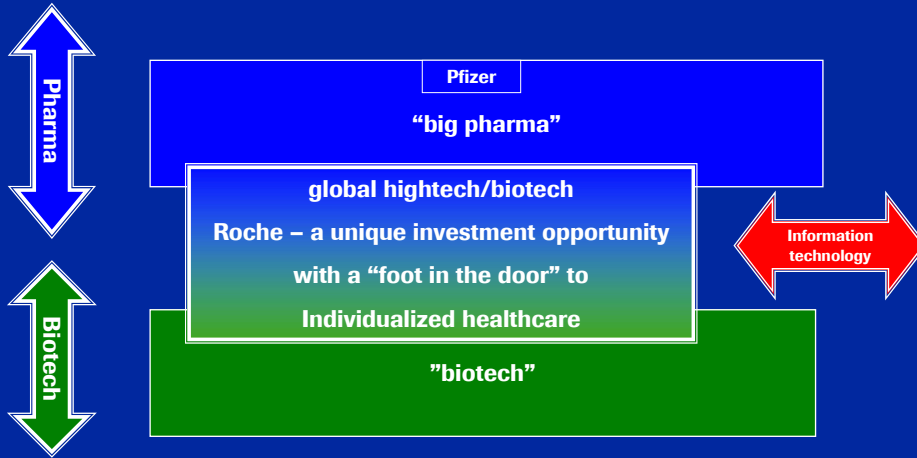 Pharma
Pfizer
“big pharma”
global hightech/biotech
Roche – a unique investment opportunity
with a “foot in the door” to
Individualized healthcare
Information
technology
Biotech
”biotech”